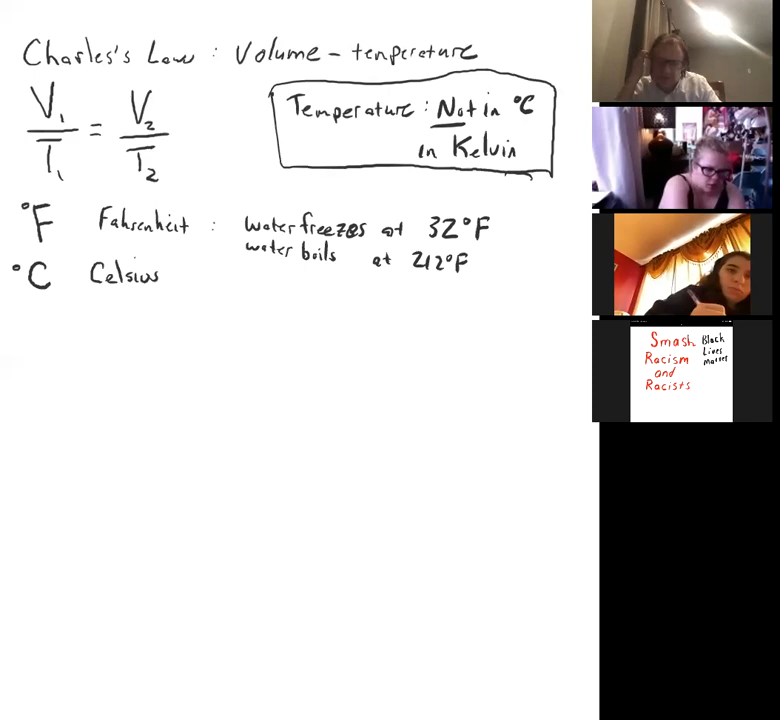 Charles's Law : Volume - temperature
V₁/T₁ = V₂/T₂
Temperature : Not in °C
in Kelvin
°F Fahrenheit : water freezes at 32°F
water boils at 212°F
°C Celsius
Smash
Racism
and
Racists
Black
Lives
Matter